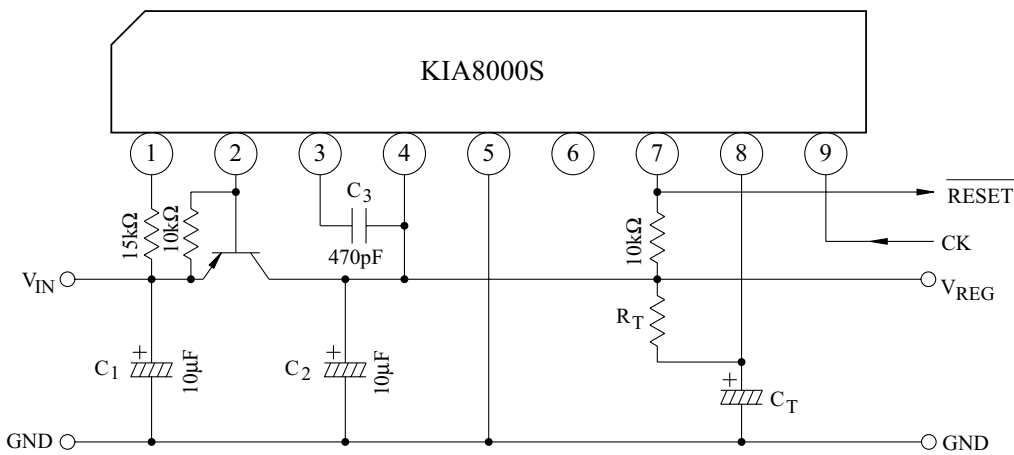 KIA8000S
1 2 3 4 5 6 7 8 9
C3
RESET
15kΩ
10kΩ
470pF
10kΩ
CK
VIN
VREG
RT
C1
10μF
C2
10μF
CT
GND
GND